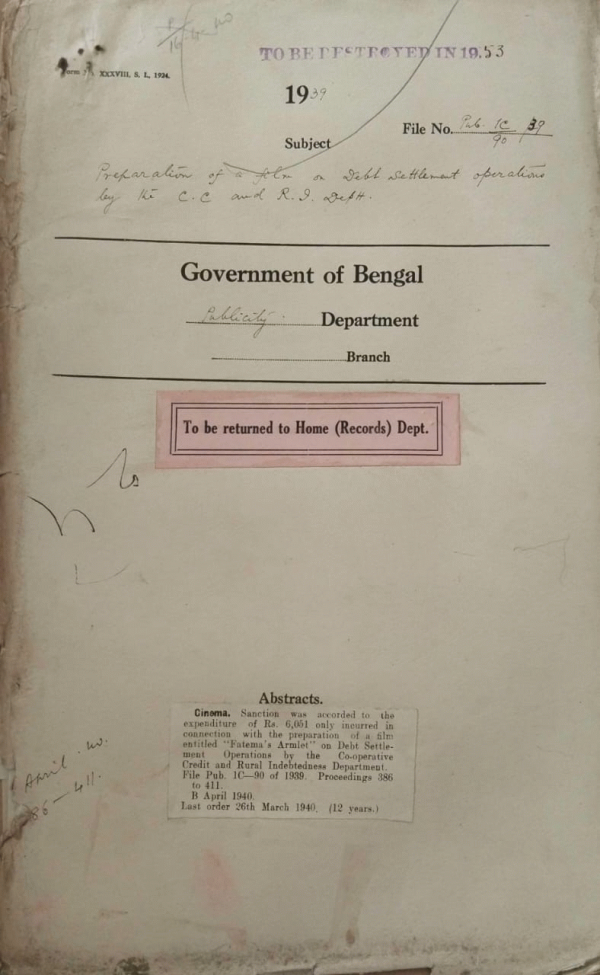 TO BE DESTROYED IN 19.53
XXXVIII, S. I., 1934.
1939
File No. Pub. 1C / 90 / 39
Subject
Preparation of a film on Debt Settlement operations
by the C.C and R.I. Deptt.
Government of Bengal
Publicity. Department
Branch
To be returned to Home (Records) Dept.
Abstracts.
Cinema. Sanction was accorded to the
expenditure of Rs. 6,051 only incurred in
connection with the preparation of a film
entitled "Fatema's Armlet" on Debt Settle-
ment Operations by the Co-operative
Credit and Rural Indebtedness Department.
File Pub. 1C—90 of 1939. Proceedings 386
to 411.
B April 1940.
Last order 26th March 1940. (12 years.)
April 40.
86 — 411.